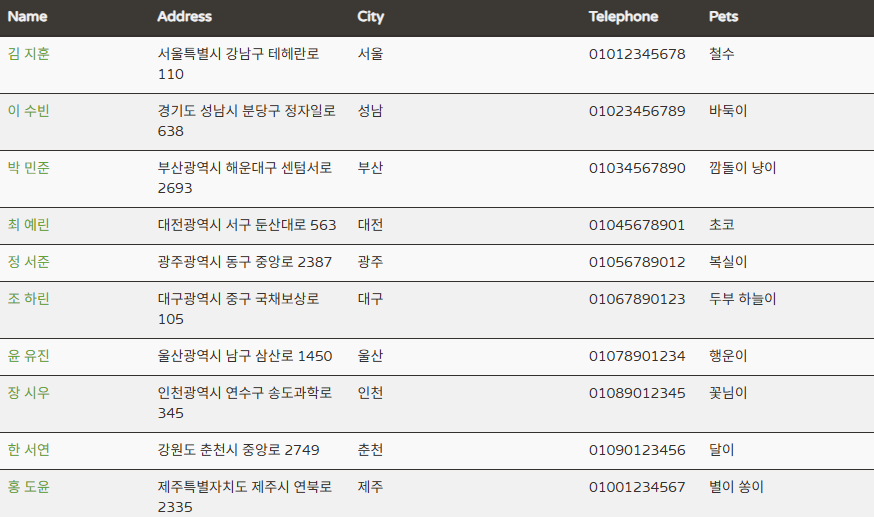 Name Address City Telephone Pets
김 지훈 서울특별시 강남구 테헤란로 서울 01012345678 철수
110
이 수빈 경기도 성남시 분당구 정자일로 성남 01023456789 바둑이
638
박 민준 부산광역시 해운대구 센텀서로 부산 01034567890 깜돌이 냥이
2693
최 예린 대전광역시 서구 둔산대로 563 대전 01045678901 초코
정 서준 광주광역시 동구 중앙로 2387 광주 01056789012 복실이
조 하린 대구광역시 중구 국채보상로 대구 01067890123 두부 하늘이
105
윤 유진 울산광역시 남구 삼산로 1450 울산 01078901234 행운이
장 시우 인천광역시 연수구 송도과학로 인천 01089012345 꽃님이
345
한 서연 강원도 춘천시 중앙로 2749 춘천 01090123456 달이
홍 도윤 제주특별자치도 제주시 연북로 제주 01001234567 별이 쏭이
2335